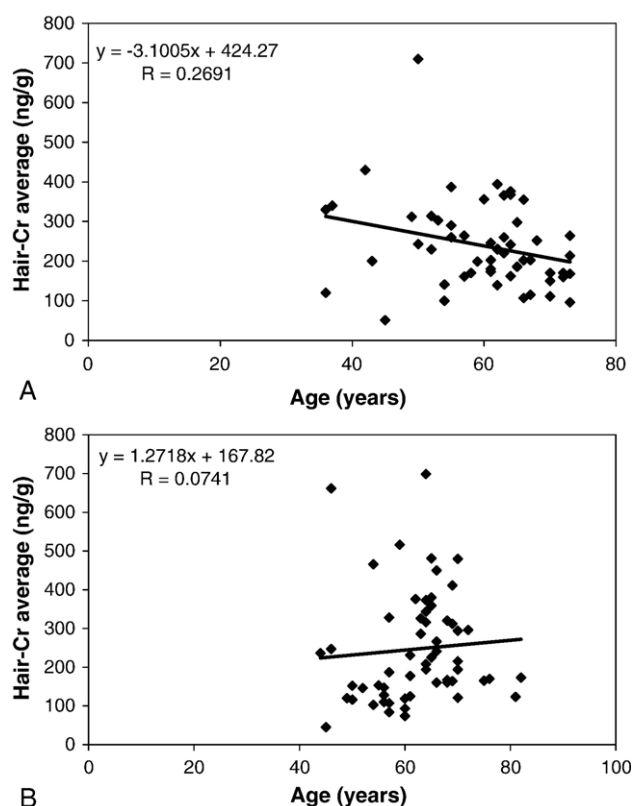 800
y = -3.1005x + 424.27
R = 0.2691
700
600
500
400
300
200
100
0
Hair-Cr average (ng/g)
0 20 40 60 80
A
Age (years)
800
y = 1.2718x + 167.82
R = 0.0741
700
600
500
400
300
200
100
0
Hair-Cr average (ng/g)
0 20 40 60 80 100
B
Age (years)